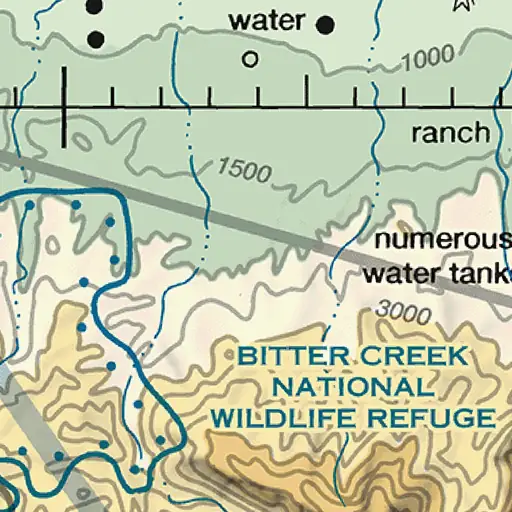 water
1000
ranch
1500
numerous
water tank
3000
BITTER CREEK
NATIONAL
WILDLIFE REFUGE